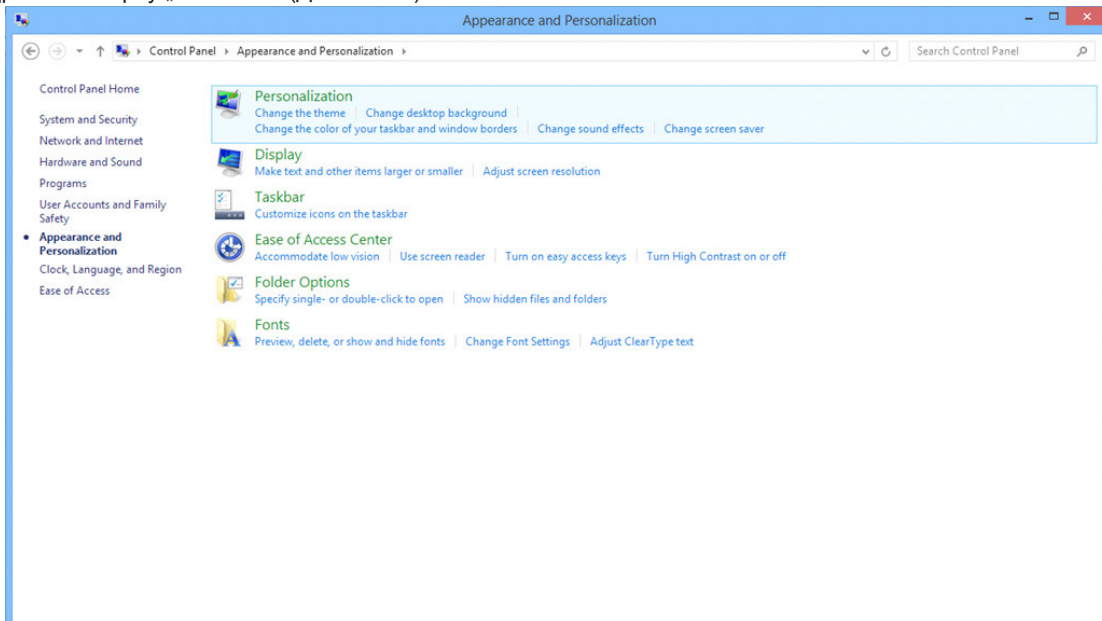 Appearance and Personalization
Control Panel Appearance and Personalization
Search Control Panel
Control Panel Home
System and Security
Network and Internet
Hardware and Sound
Programs
User Accounts and Family
Safety
Appearance and
Personalization
Clock, Language, and Region
Ease of Access
Personalization
Change the theme Change desktop background
Change the color of your taskbar and window borders Change sound effects Change screen saver
Display
Make text and other items larger or smaller Adjust screen resolution
Taskbar
Customize icons on the taskbar
Ease of Access Center
Accommodate low vision Use screen reader Turn on easy access keys Turn High Contrast on or off
Folder Options
Specify single- or double-click to open Show hidden files and folders
Fonts
Preview, delete, or show and hide fonts Change Font Settings Adjust ClearType text